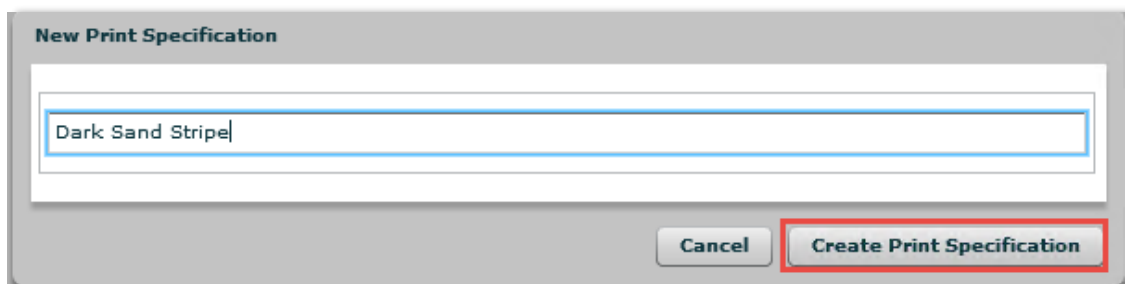 New Print Specification
Dark Sand Stripe
Cancel
Create Print Specification